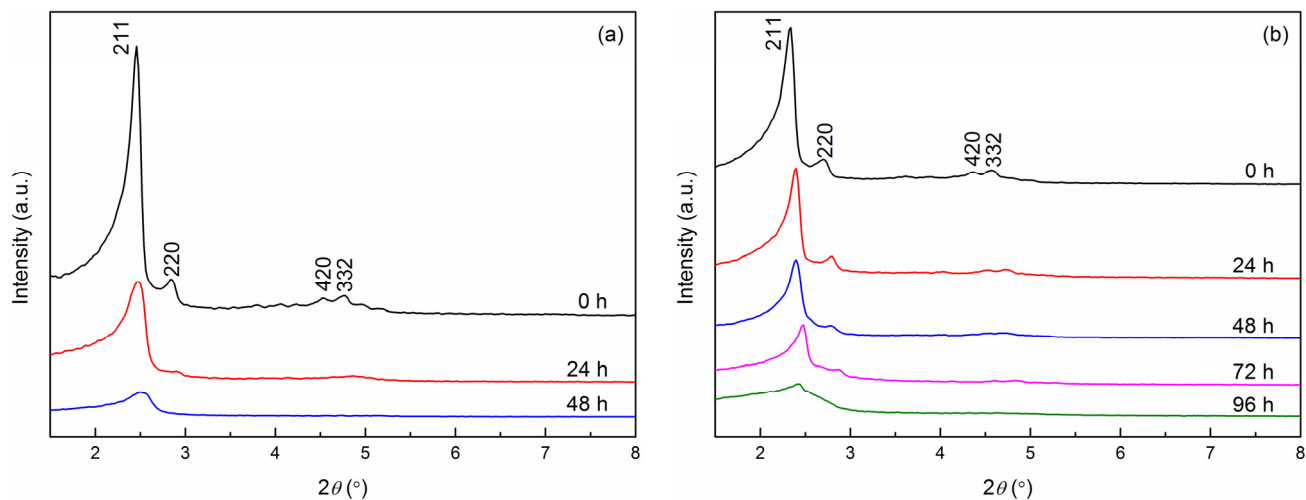 (a)
211
220
420
332
0 h
24 h
48 h
Intensity (a.u.)
2 3 4 5 6 7 8
2θ (°)
(b)
211
220
420
332
0 h
24 h
48 h
72 h
96 h
Intensity (a.u.)
2 3 4 5 6 7 8
2θ (°)